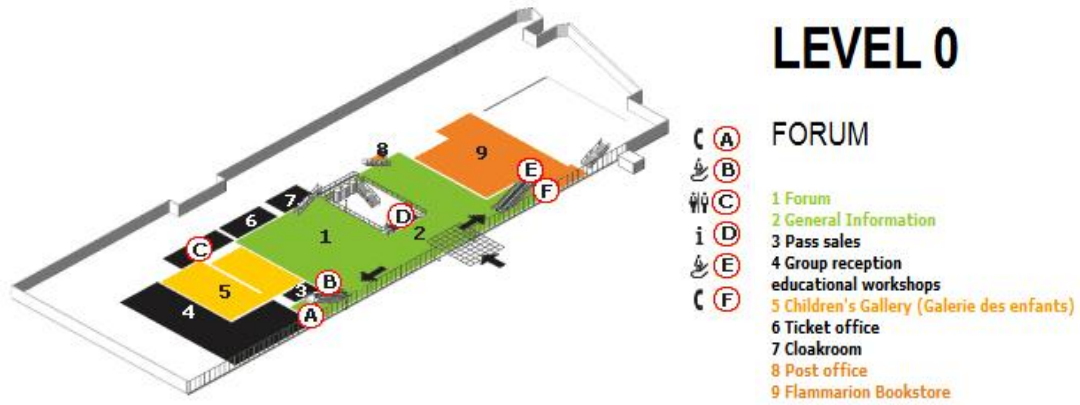 LEVEL 0
FORUM
A
B
C
D
E
F
1 Forum
2 General Information
3 Pass sales
4 Group reception
educational workshops
5 Children's Gallery (Galerie des enfants)
6 Ticket office
7 Cloakroom
8 Post office
9 Flammarion Bookstore
8
9
E
F
7
6
D
1
2
C
5
B
3
4
A